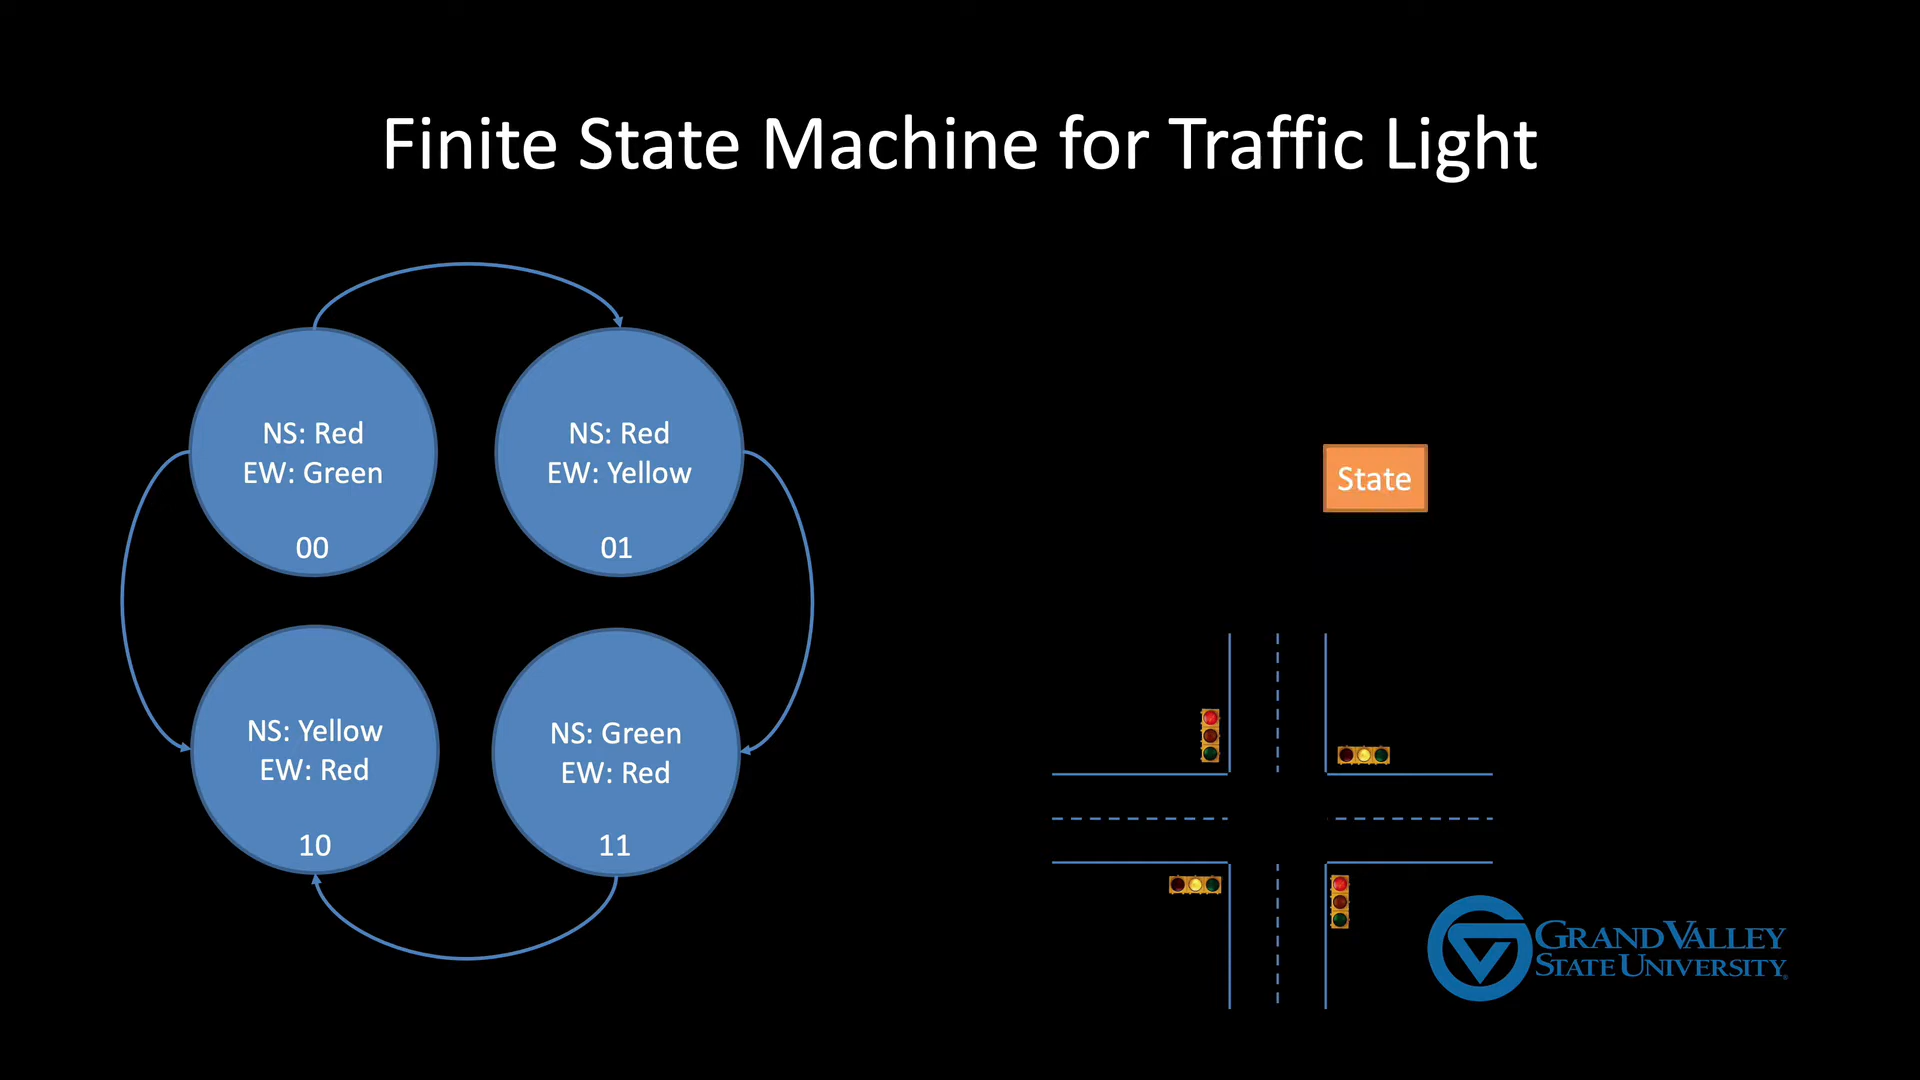 Finite State Machine for Traffic Light
NS: Red
EW: Green
00
NS: Red
EW: Yellow
01
State
NS: Yellow
EW: Red
10
NS: Green
EW: Red
11
GRAND VALLEY
STATE UNIVERSITY